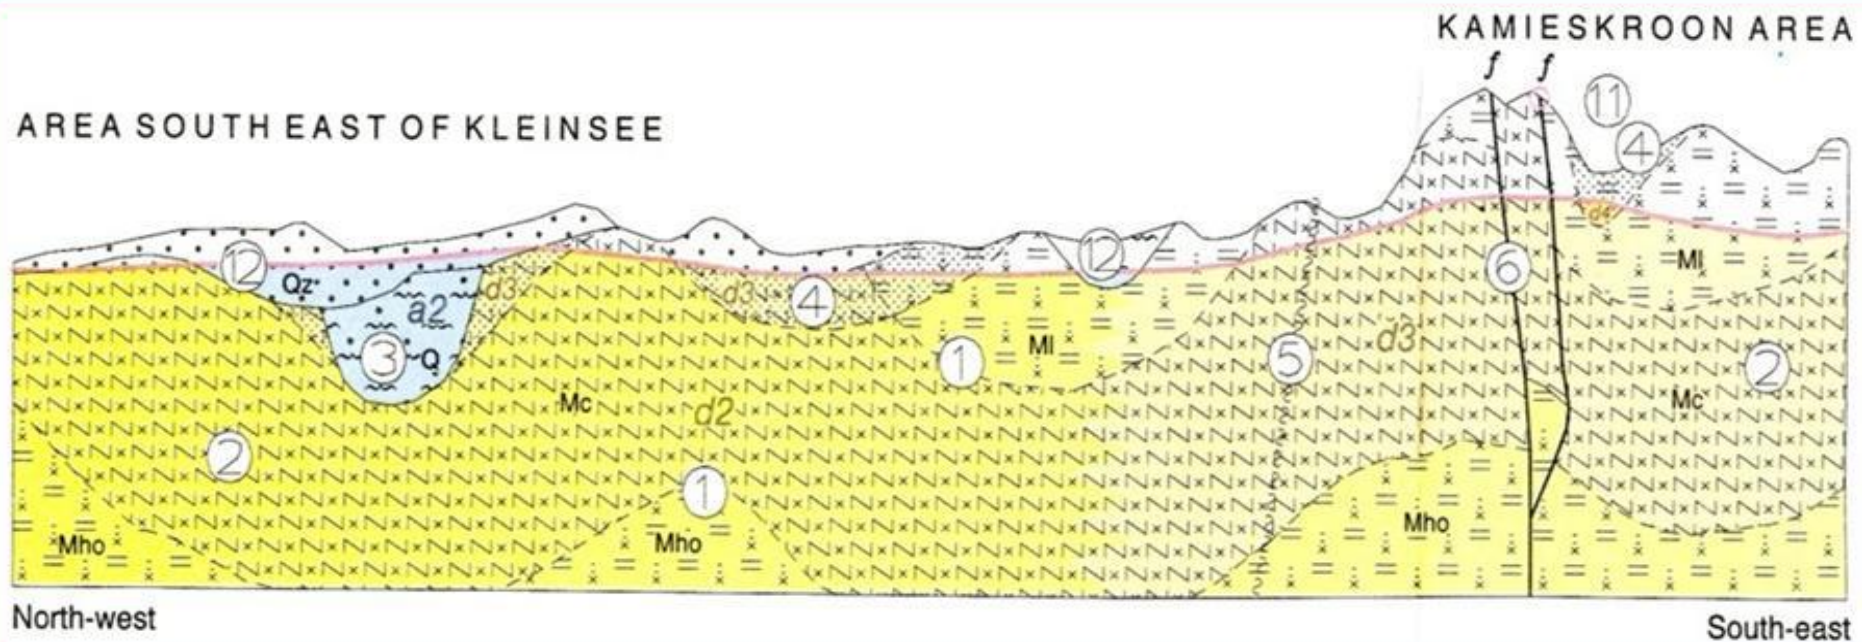 KAMIESKROON AREA
f f
11
AREA SOUTH EAST OF KLEINSEE
4
12 12
d4
Ml
6
Qz
d3 d3 4
a2
3 Q
1 Ml 5 d3 2
Mc d2 Mc
2
1
Mho Mho Mho
North-west South-east